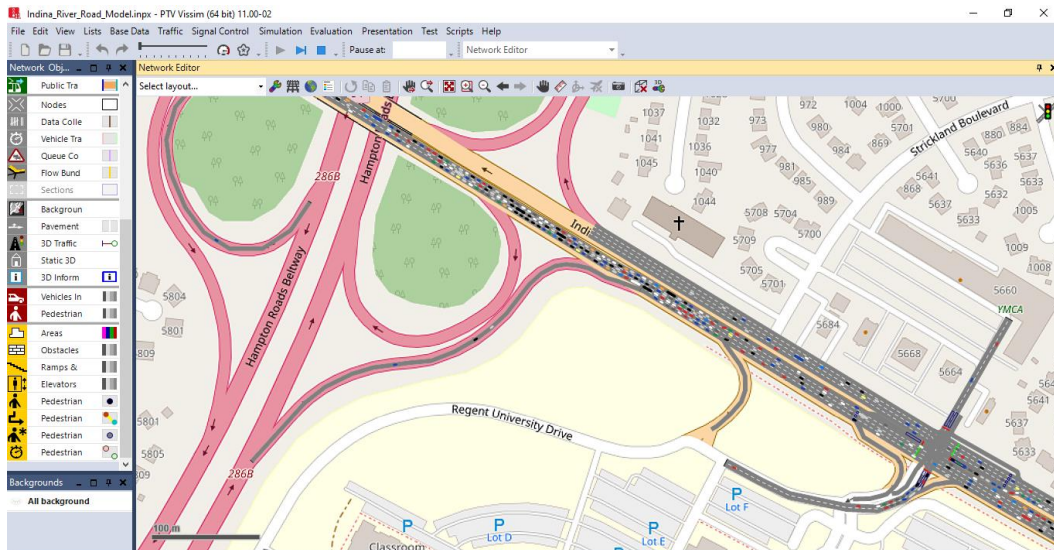 Indina_River_Road_Model.inpx - PTV Vissim (64 bit) 11.00-02
File Edit View Lists Base Data Traffic Signal Control Simulation Evaluation Presentation Test Scripts Help
Pause at:
Network Editor
Network Obj...
Network Editor
Select layout...
Public Tra
Nodes
Data Colle
Vehicle Tra
Queue Co
Flow Bund
Sections
Backgroun
Pavement
3D Traffic
Static 3D
3D Inform
Vehicles In
Pedestrian
Areas
Obstacles
Ramps &
Elevators
Pedestrian
Pedestrian
Pedestrian
Pedestrian
Backgrounds
All background
286B
Hampton Roads B
Hampton Roads Beltway
286B
Indi
Regent University Drive
Strickland Boulevard
YMCA
P
Lot D
P
P
Lot E
P
Lot F
Classroom
100 m
1037
1032
973
972
1004
1000
5700
1041
1036
980
5701
880
884
977
984
869
5640
5637
1045
1040
981
985
5641
5636
5633
868
5632
1044
989
5637
1005
5708
5704
5633
5709
5700
1009
5705
1008
5701
5660
5684
5668
5664
5641
5637
5633
5804
5801
5809
5801
5805